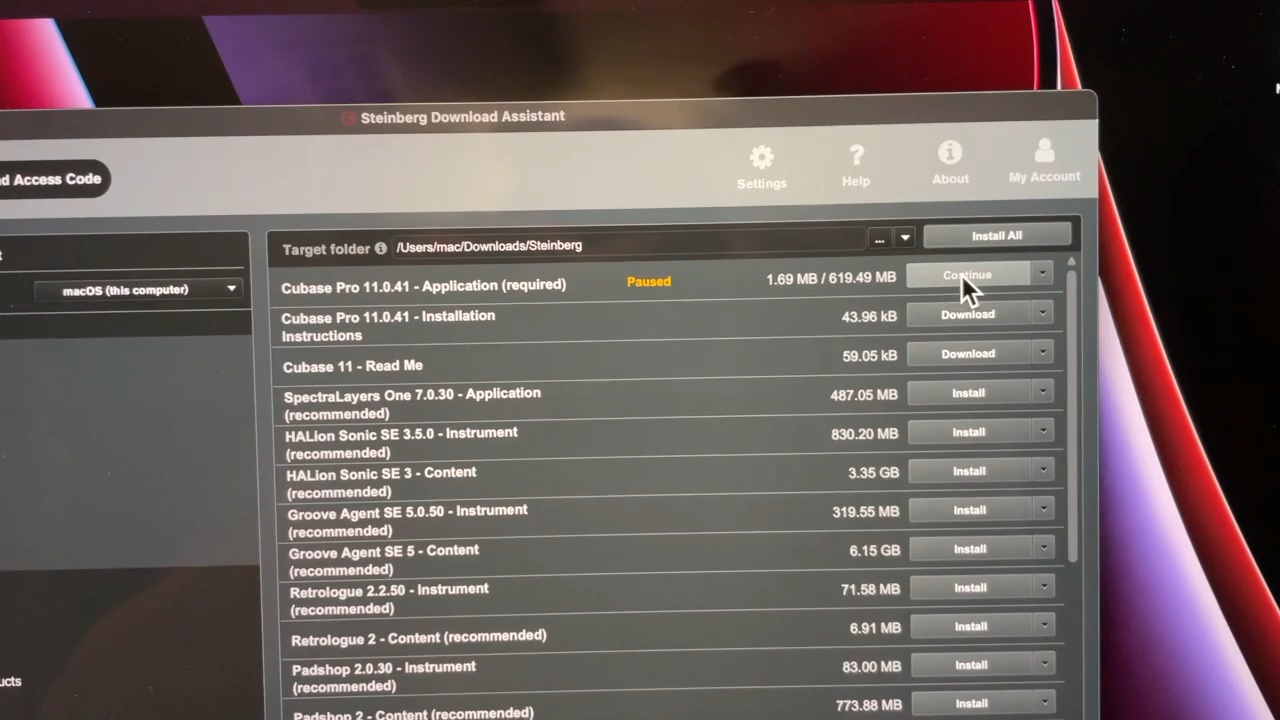 Steinberg Download Assistant
d Access Code
Settings
Help
About
My Account
t
macOS (this computer)
Target folder
/Users/mac/Downloads/Steinberg
...
Install All
Cubase Pro 11.0.41 - Application (required)
Paused
1.69 MB / 619.49 MB
Continue
Cubase Pro 11.0.41 - Installation
Instructions
43.96 kB
Download
Cubase 11 - Read Me
59.05 kB
Download
SpectraLayers One 7.0.30 - Application
(recommended)
487.05 MB
Install
HALion Sonic SE 3.5.0 - Instrument
(recommended)
830.20 MB
Install
HALion Sonic SE 3 - Content
(recommended)
3.35 GB
Install
Groove Agent SE 5.0.50 - Instrument
(recommended)
319.55 MB
Install
Groove Agent SE 5 - Content
(recommended)
6.15 GB
Install
Retrologue 2.2.50 - Instrument
(recommended)
71.58 MB
Install
Retrologue 2 - Content (recommended)
6.91 MB
Install
Padshop 2.0.30 - Instrument
(recommended)
83.00 MB
Install
Padshop 2 - Content (recommended)
773.88 MB
Install
ucts